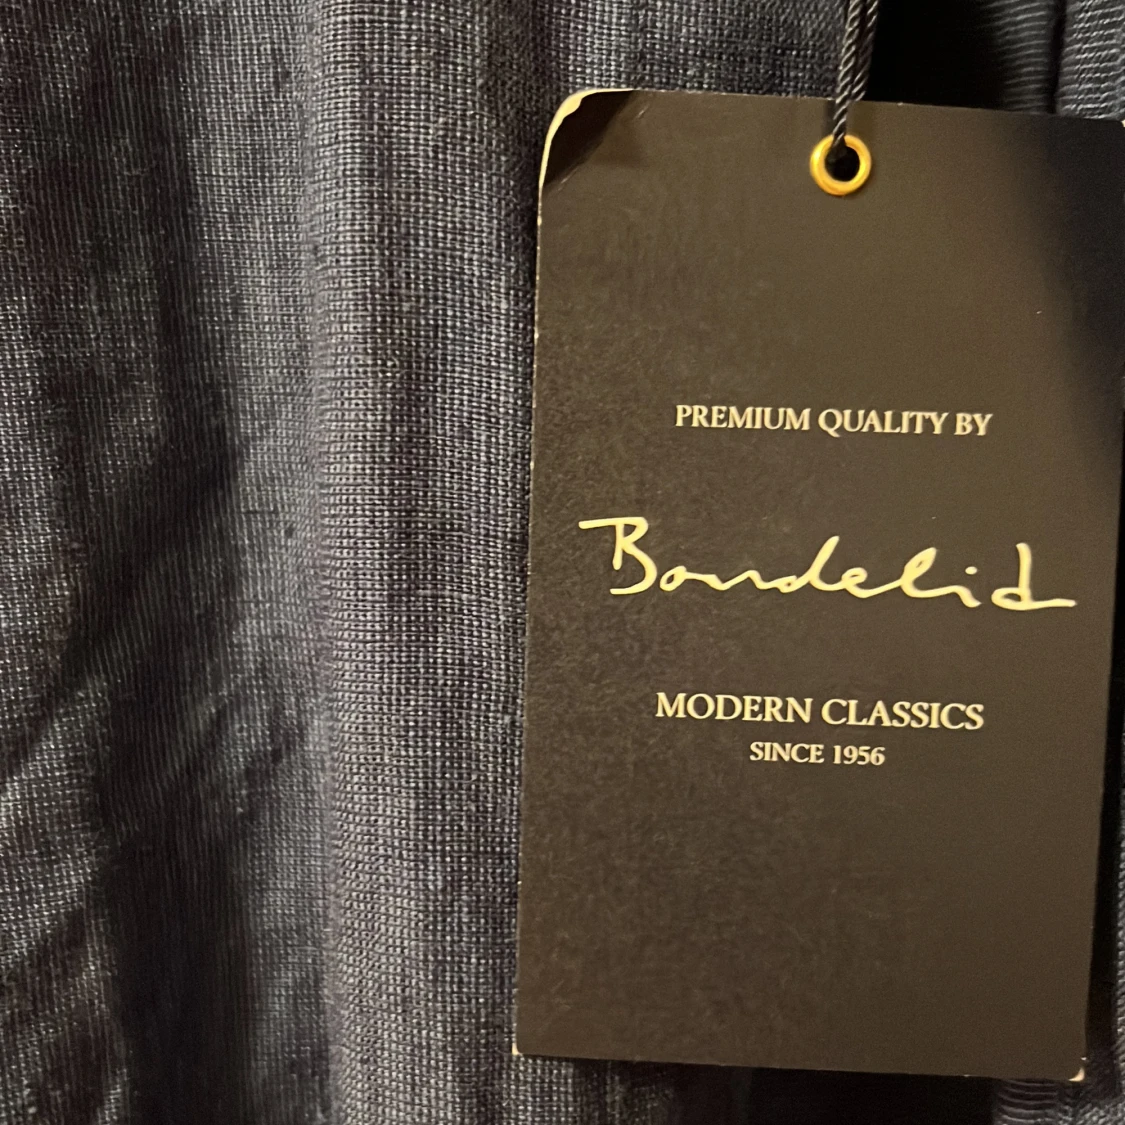 PREMIUM QUALITY BY
Bondelid
MODERN CLASSICS
SINCE 1956